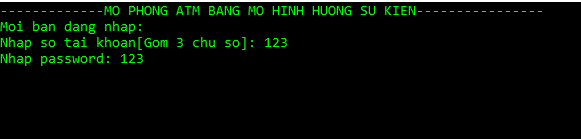 -------------MO PHONG ATM BANG MO HINH HUONG SU KIEN----------------
Moi ban dang nhap:
Nhap so tai khoan[Gom 3 chu so]: 123
Nhap password: 123